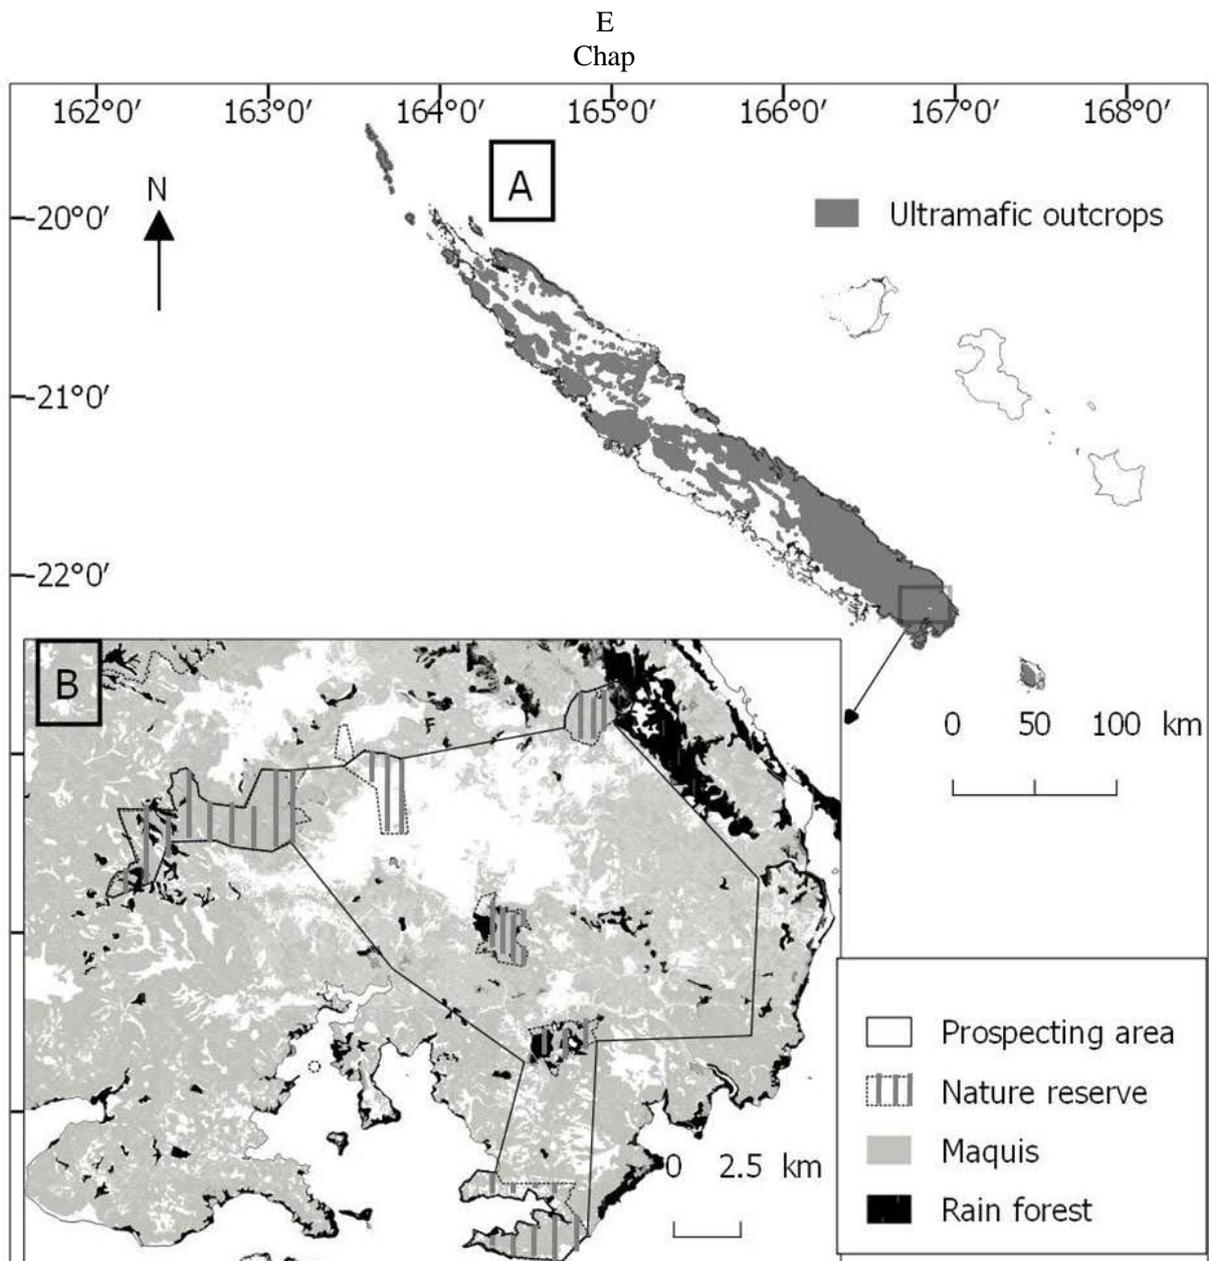 E
Chap
162°0′ 163°0′ 164°0′ 165°0′ 166°0′ 167°0′ 168°0′
A
N
-20°0′
Ultramafic outcrops
-21°0′
-22°0′
B
F
0 50 100 km
Prospecting area
Nature reserve
Maquis
0 2.5 km
Rain forest